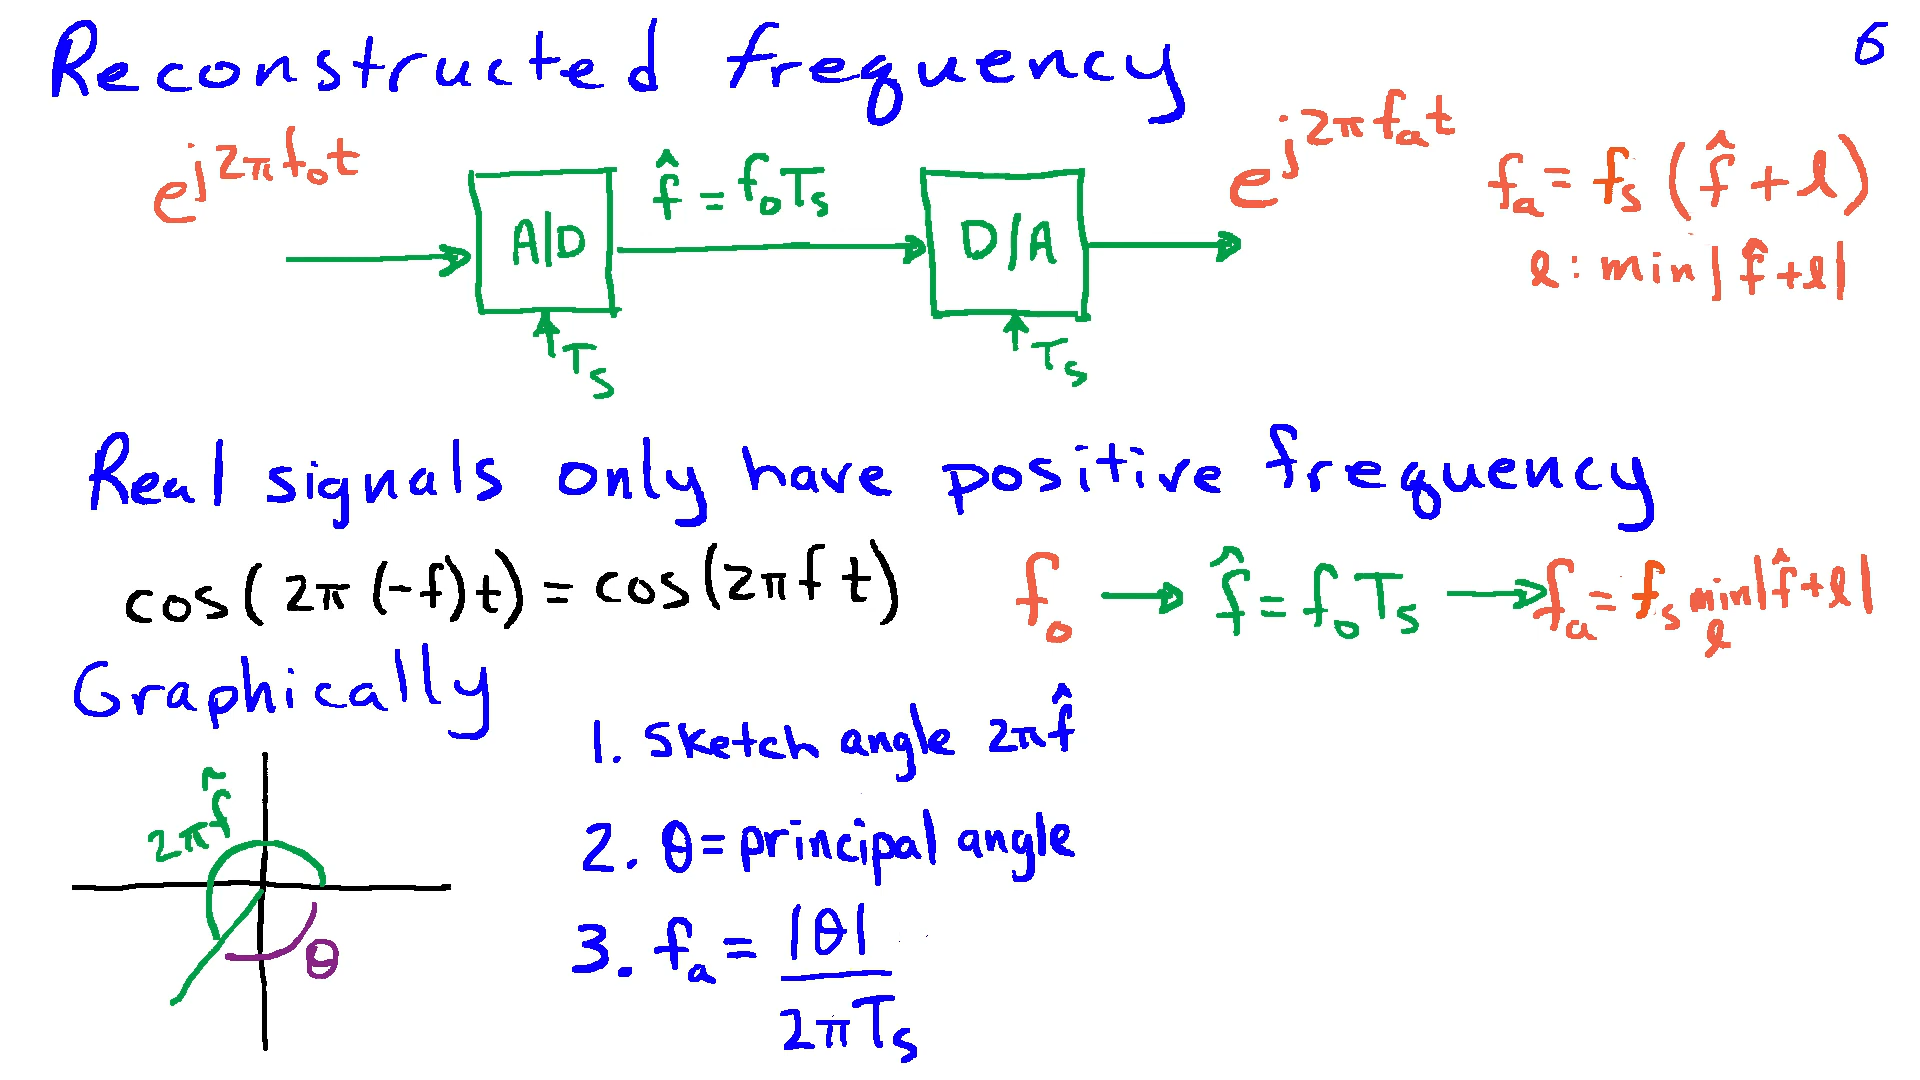 Reconstructed frequency
6
e^{j2πf₀t}
A/D
f̂ = f₀Tₛ
D/A
e^{j2πfₐt}
fₐ = fₛ (f̂ + l)
l: min |f̂ + l|
Tₛ
Tₛ
Real signals only have positive frequency
cos(2π(-f)t) = cos(2πft)
f₀ → f̂ = f₀Tₛ → fₐ = fₛ min_l |f̂ + l|
Graphically
2πf̂
θ
1. Sketch angle 2πf̂
2. θ = principal angle
3. fₐ = |θ| / 2πTₛ